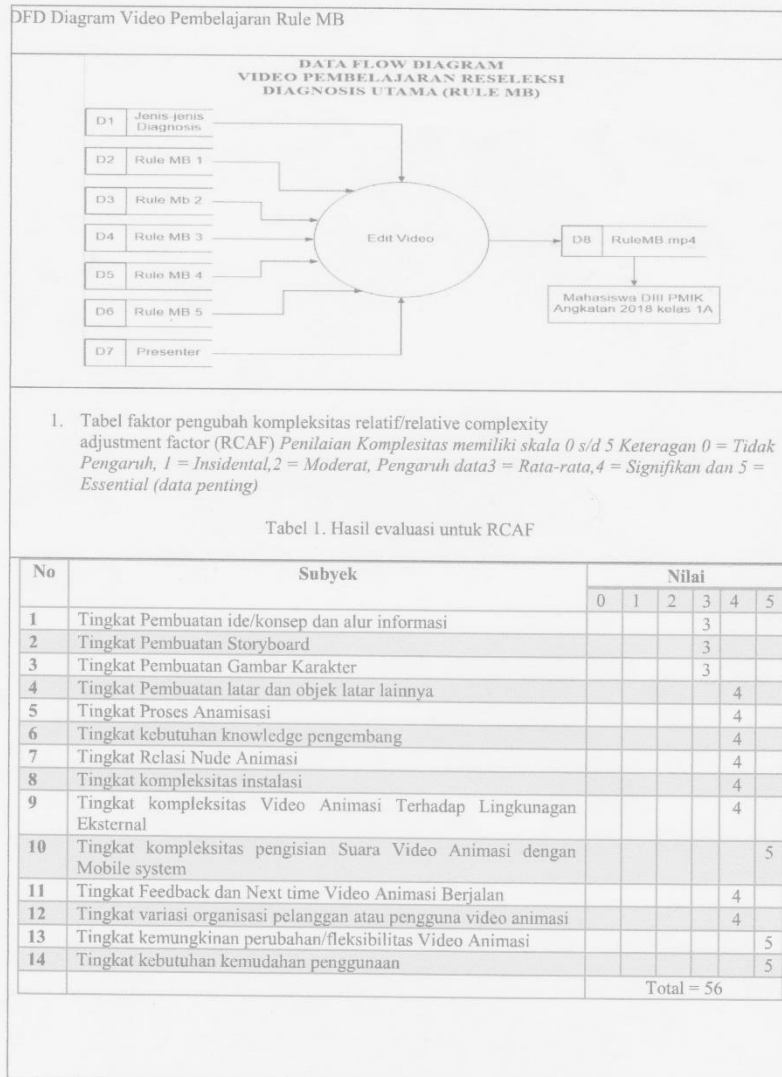 DFD Diagram Video Pembelajaran Rule MB
DATA FLOW DIAGRAM
VIDEO PEMBELAJARAN RESELEKSI
DIAGNOSIS UTAMA (RULE MB)
D1 Jenis-jenis
Diagnosis
D2 Rule MB 1
D3 Rule Mb 2
D4 Rule MB 3
D5 Rule MB 4
D6 Rule MB 5
D7 Presenter
Edit Video
D8 RuleMB.mp4
Mahasiswa DIII PMIK
Angkatan 2018 kelas 1A
1. Tabel faktor pengubah kompleksitas relatif/relative complexity
adjustment factor (RCAF) Penilaian Komplesitas memiliki skala 0 s/d 5 Keteragan 0 = Tidak
Pengaruh, 1 = Insidental,2 = Moderat, Pengaruh data3 = Rata-rata,4 = Signifikan dan 5 =
Essential (data penting)
Tabel 1. Hasil evaluasi untuk RCAF
No Subyek Nilai
0 1 2 3 4 5
1 Tingkat Pembuatan ide/konsep dan alur informasi 3
2 Tingkat Pembuatan Storyboard 3
3 Tingkat Pembuatan Gambar Karakter 3
4 Tingkat Pembuatan latar dan objek latar lainnya 4
5 Tingkat Proses Anamisasi 4
6 Tingkat kebutuhan knowledge pengembang 4
7 Tingkat Relasi Nude Animasi 4
8 Tingkat kompleksitas instalasi 4
9 Tingkat kompleksitas Video Animasi Terhadap Lingkunagan 4
Eksternal
10 Tingkat kompleksitas pengisian Suara Video Animasi dengan 5
Mobile system
11 Tingkat Feedback dan Next time Video Animasi Berjalan 4
12 Tingkat variasi organisasi pelanggan atau pengguna video animasi 4
13 Tingkat kemungkinan perubahan/fleksibilitas Video Animasi 5
14 Tingkat kebutuhan kemudahan penggunaan 5
Total = 56